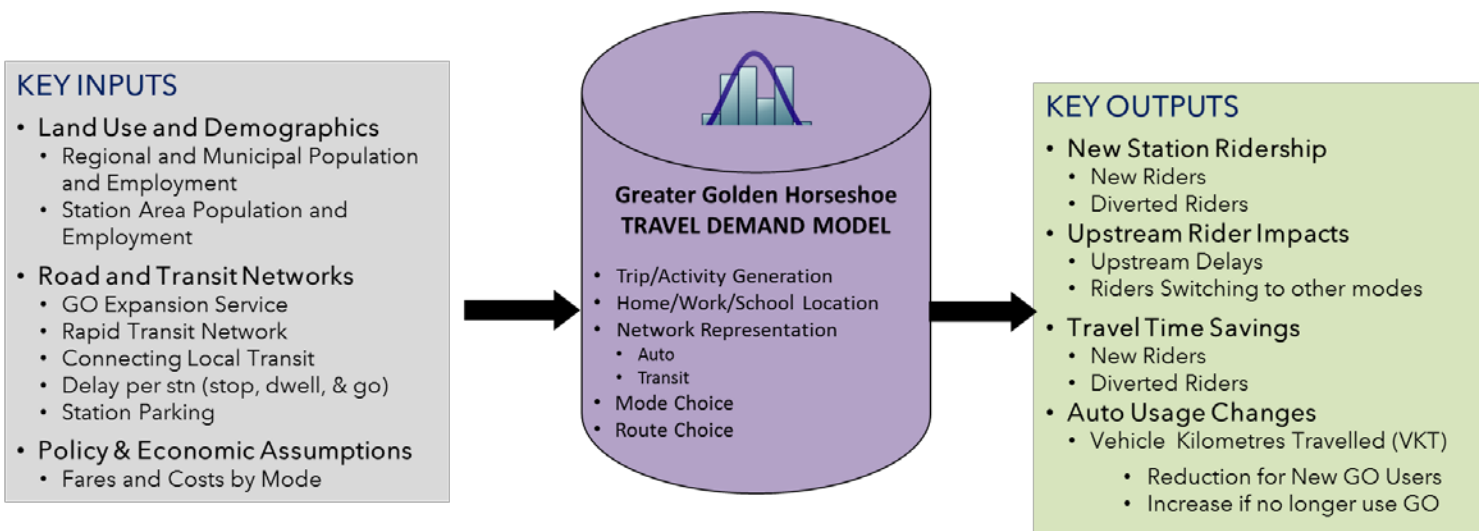 KEY INPUTS
• Land Use and Demographics
• Regional and Municipal Population
and Employment
• Station Area Population and
Employment
• Road and Transit Networks
• GO Expansion Service
• Rapid Transit Network
• Connecting Local Transit
• Delay per stn (stop, dwell, & go)
• Station Parking
• Policy & Economic Assumptions
• Fares and Costs by Mode
Greater Golden Horseshoe
TRAVEL DEMAND MODEL
• Trip/Activity Generation
• Home/Work/School Location
• Network Representation
• Auto
• Transit
• Mode Choice
• Route Choice
KEY OUTPUTS
• New Station Ridership
• New Riders
• Diverted Riders
• Upstream Rider Impacts
• Upstream Delays
• Riders Switching to other modes
• Travel Time Savings
• New Riders
• Diverted Riders
• Auto Usage Changes
• Vehicle Kilometres Travelled (VKT)
• Reduction for New GO Users
• Increase if no longer use GO